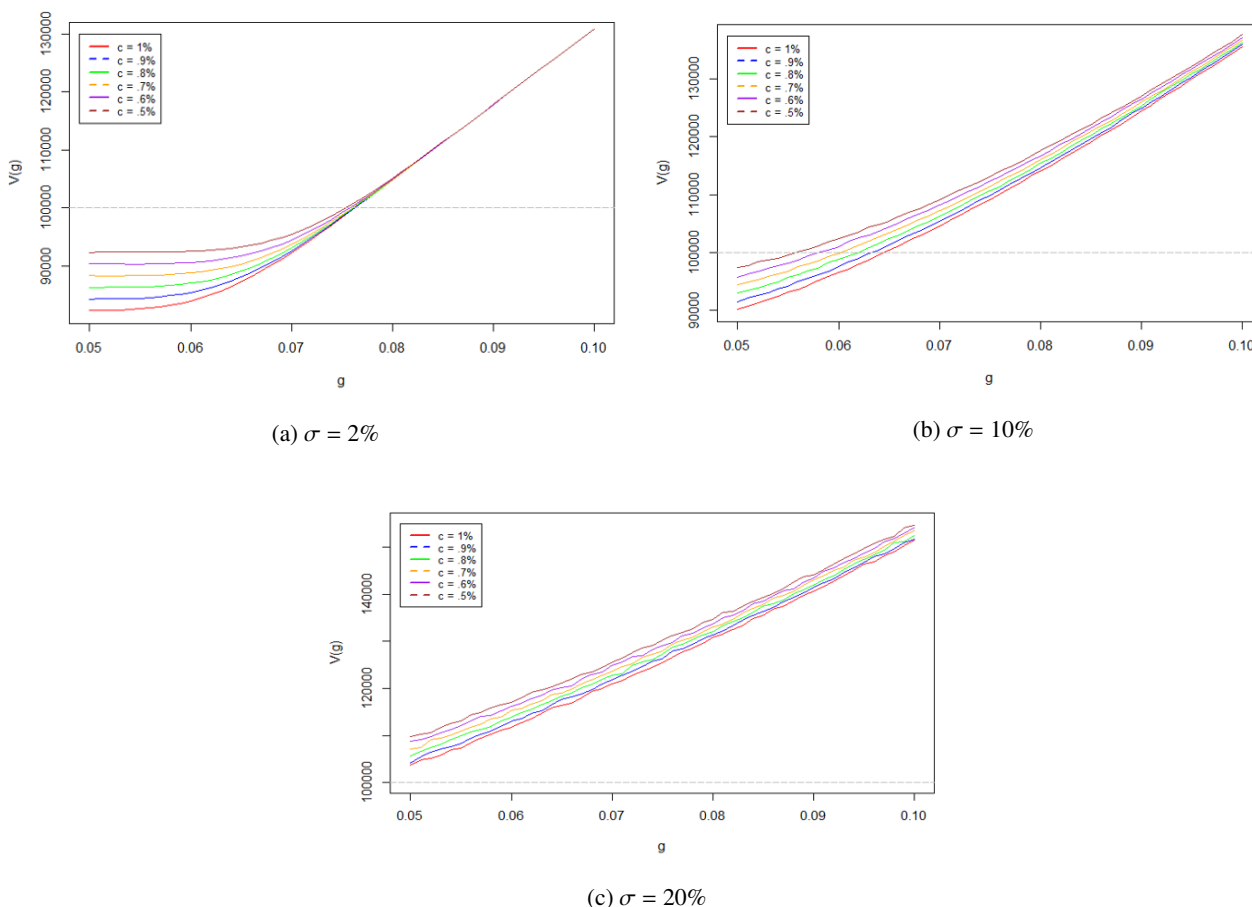 130000
120000
110000
100000
90000
V(g)
c = 1%
c = .9%
c = .8%
c = .7%
c = .6%
c = .5%
0.05 0.06 0.07 0.08 0.09 0.10
g
(a) σ = 2%
130000
120000
110000
100000
90000
V(g)
c = 1%
c = .9%
c = .8%
c = .7%
c = .6%
c = .5%
0.05 0.06 0.07 0.08 0.09 0.10
g
(b) σ = 10%
140000
120000
100000
V(g)
c = 1%
c = .9%
c = .8%
c = .7%
c = .6%
c = .5%
0.05 0.06 0.07 0.08 0.09 0.10
g
(c) σ = 20%